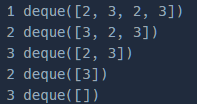 1 deque([2, 3, 2, 3])
2 deque([3, 2, 3])
3 deque([2, 3])
2 deque([3])
3 deque([])